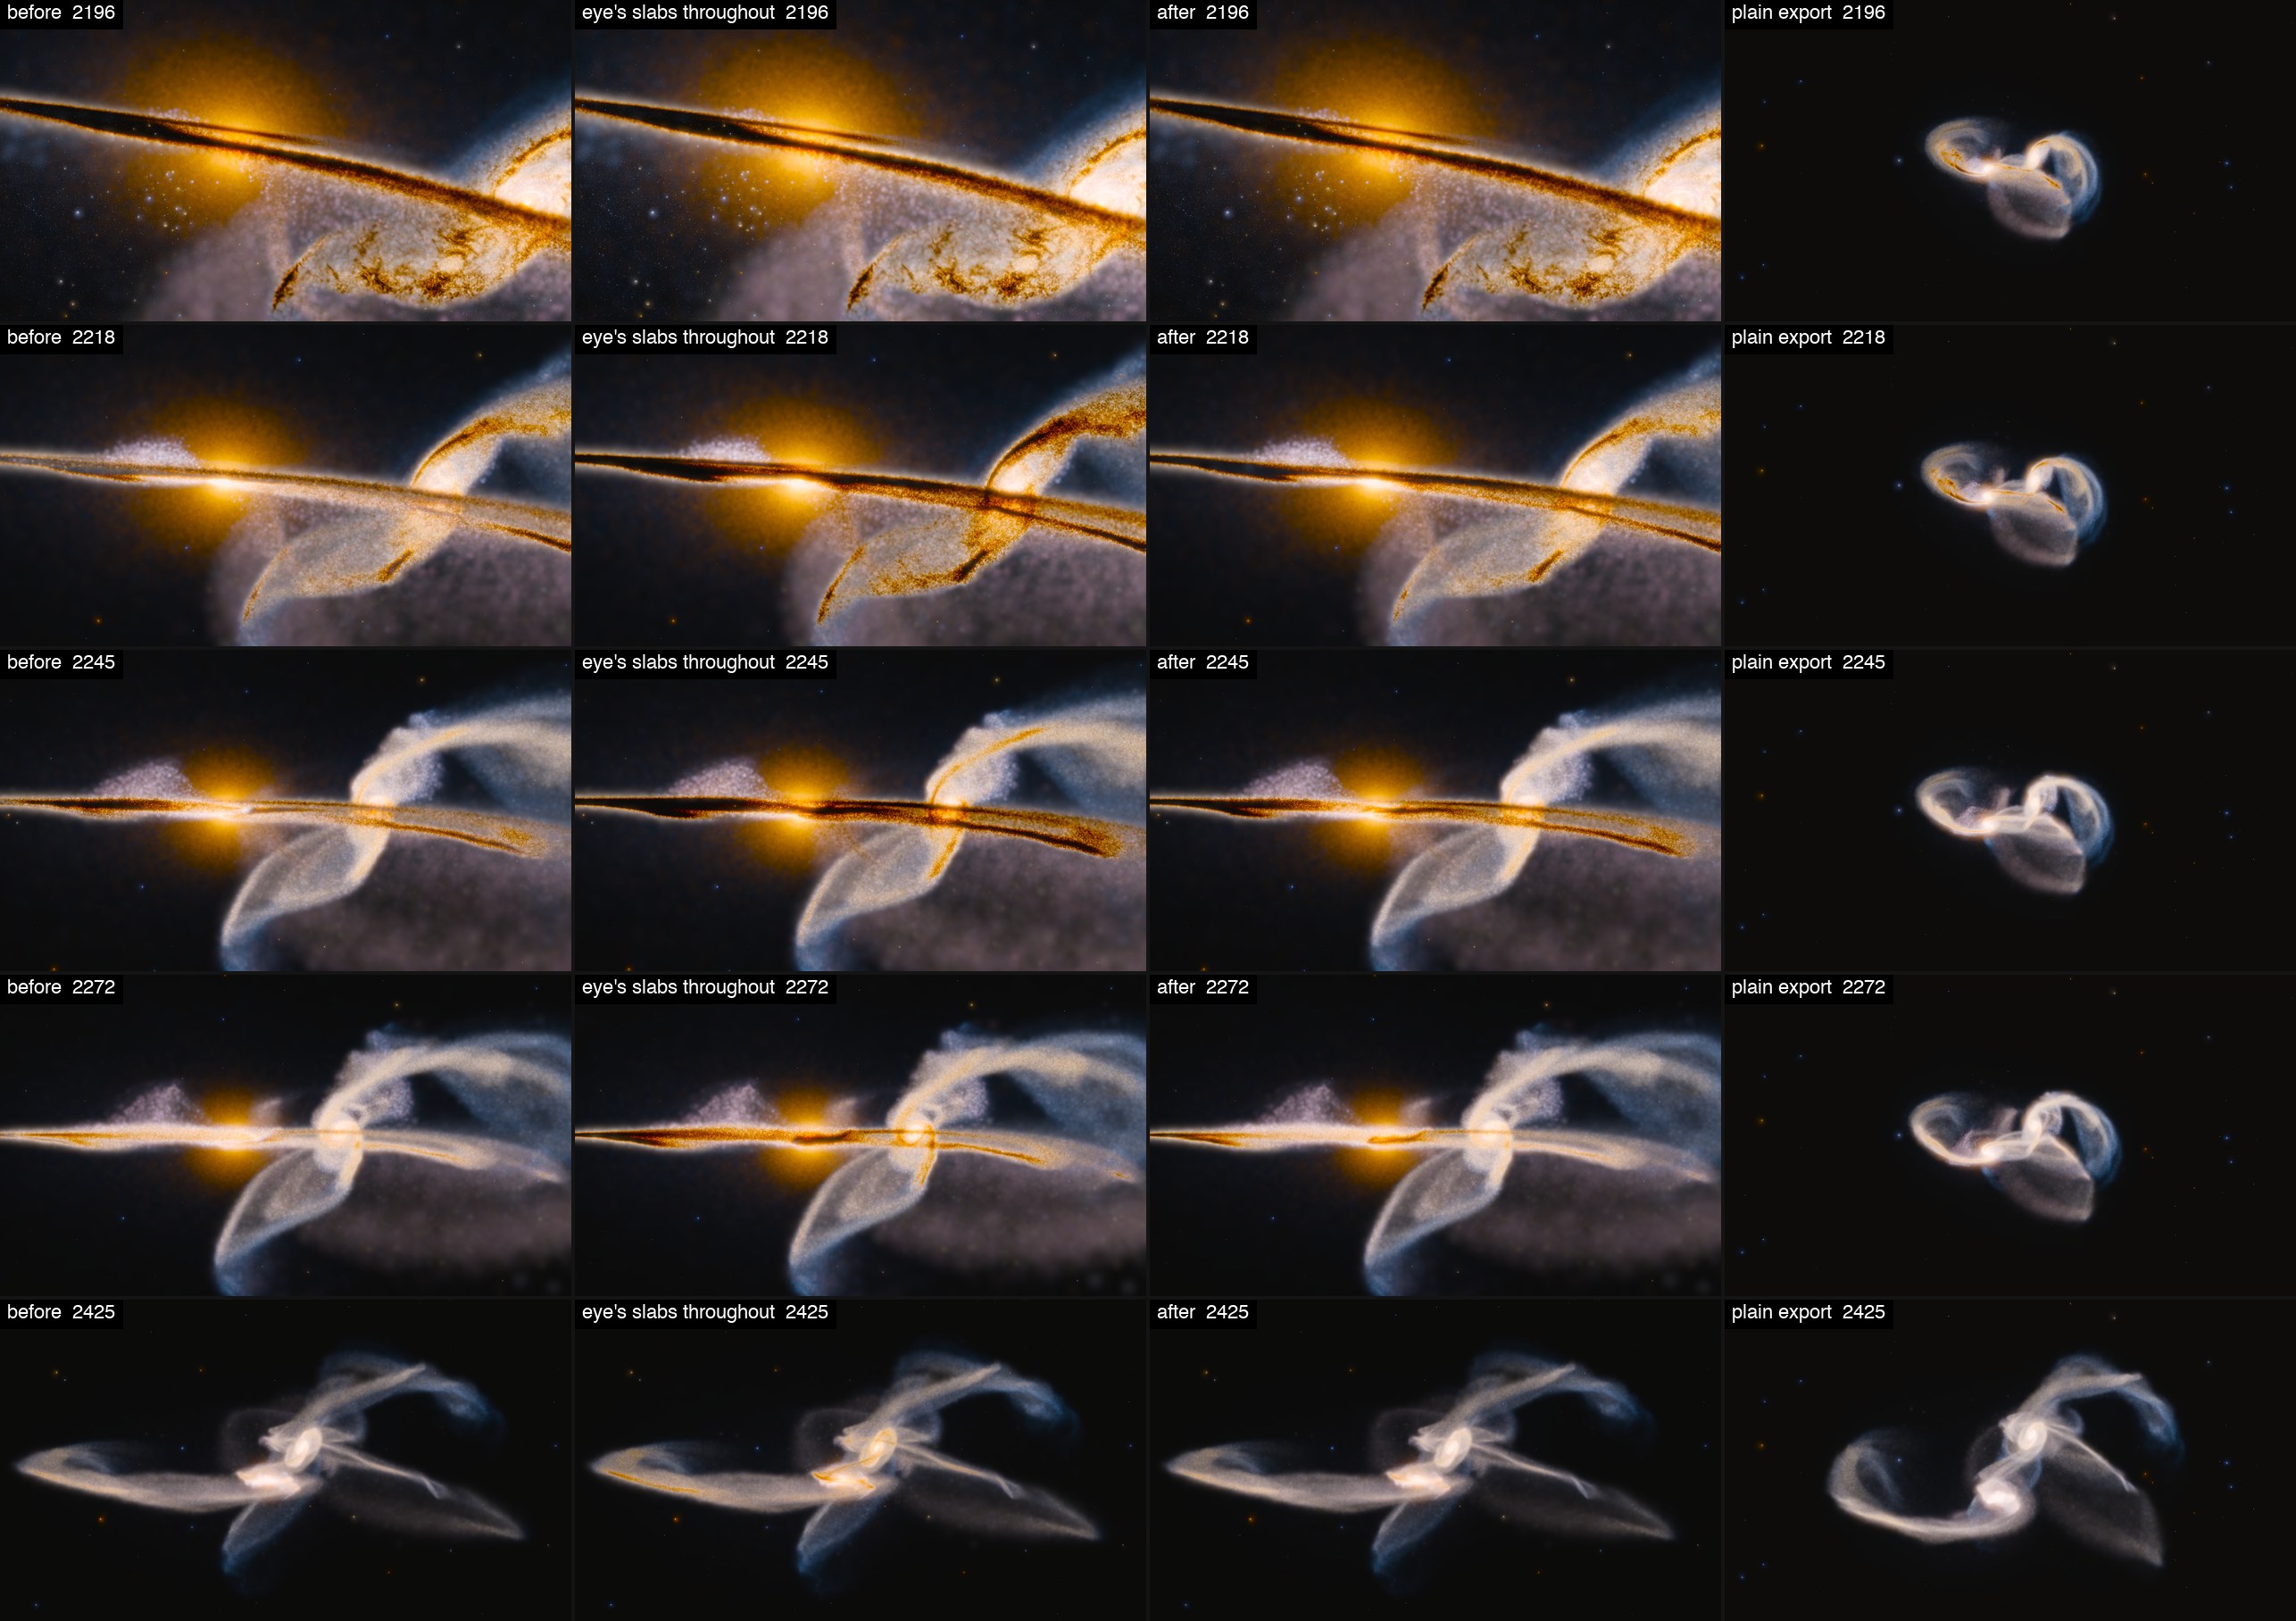 before 2196
eye's slabs throughout 2196
after 2196
plain export 2196
before 2218
eye's slabs throughout 2218
after 2218
plain export 2218
before 2245
eye's slabs throughout 2245
after 2245
plain export 2245
before 2272
eye's slabs throughout 2272
after 2272
plain export 2272
before 2425
eye's slabs throughout 2425
after 2425
plain export 2425